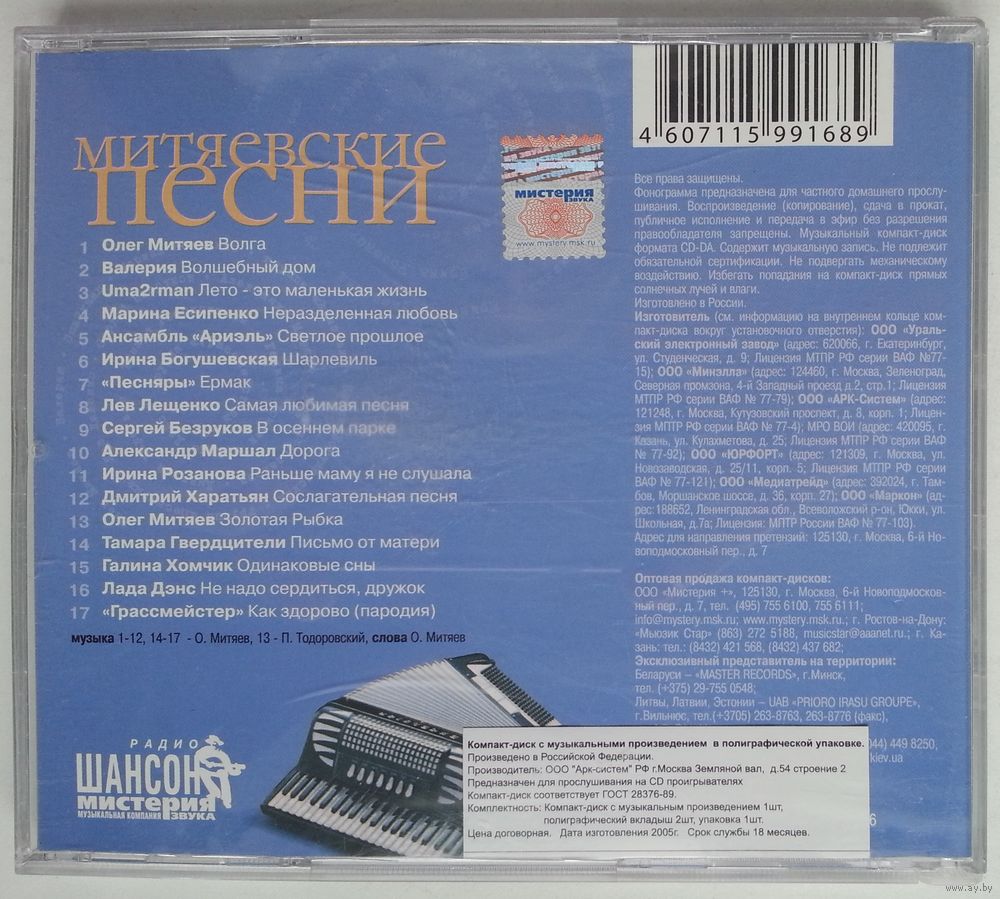 митяевские
песни
1 Олег Митяев Волга
2 Валерия Волшебный дом
3 Uma2rman Лето - это маленькая жизнь
4 Марина Есипенко Неразделенная любовь
5 Ансамбль «Ариэль» Светлое прошлое
6 Ирина Богушевская Шарлевиль
7 «Песняры» Ермак
8 Лев Лещенко Самая любимая песня
9 Сергей Безруков В осеннем парке
10 Александр Маршал Дорога
11 Ирина Розанова Раньше маму я не слушала
12 Дмитрий Харатьян Сослагательная песня
13 Олег Митяев Золотая Рыбка
14 Тамара Гвердцители Письмо от матери
15 Галина Хомчик Одинаковые сны
16 Лада Дэнс Не надо сердиться, дружок
17 «Грассмейстер» Как здорово (пародия)
музыка 1-12, 14-17 - О. Митяев, 13 - П. Тодоровский, слова О. Митяев
РАДИО
ШАНСОН
мистерия
МУЗЫКАЛЬНАЯ КОМПАНИЯ ЗВУКА
мистерия
ЗВУКА
www.mystery.msk.ru
4 607115 991689
Все права защищены.
Фонограмма предназначена для частного домашнего прослу-
шивания. Воспроизведение (копирование), сдача в прокат,
публичное исполнение и передача в эфир без разрешения
правообладателя запрещены. Музыкальный компакт-диск
формата CD-DA. Содержит музыкальную запись. Не подлежит
обязательной сертификации. Не подвергать механическому
воздействию. Избегать попадания на компакт-диск прямых
солнечных лучей и влаги.
Изготовлено в России.
Изготовитель (см. информацию на внутреннем кольце ком-
пакт-диска вокруг установочного отверстия): ООО «Ураль-
ский электронный завод» (адрес: 620066, г. Екатеринбург,
ул. Студенческая, д. 9; Лицензия МТПР РФ серии ВАФ №77-
15); ООО «Минэлла» (адрес: 124460, г. Москва, Зеленоград,
Северная промзона, 4-й Западный проезд д.2, стр.1; Лицензия
МТПР РФ серии ВАФ № 77-79); ООО «АРК-Систем» (адрес:
121248, г. Москва, Кутузовский проспект, д. 8, корп. 1; Лицен-
зия МТПР РФ серии ВАФ № 77-4); МРО ВОИ (адрес: 420095, г.
Казань, ул. Кулахметова, д. 25; Лицензия МТПР РФ серии ВАФ
№ 77-92); ООО «ЮРФОРТ» (адрес: 121309, г. Москва, ул.
Новозаводская, д. 25/11, корп. 5; Лицензия МПТР РФ серии
ВАФ № 77-121); ООО «Медиатрейд» (адрес: 392024, г. Там-
бов, Моршанское шоссе, д. 36, корп. 27); ООО «Маркон» (ад-
рес:188652, Ленинградская обл., Всеволожский р-он, Юкки, ул.
Школьная, д.7а; Лицензия: МПТР России ВАФ № 77-103).
Адрес для направления претензий: 125130, г. Москва, 6-й Но-
воподмосковный пер., д. 7
Оптовая продажа компакт-дисков:
ООО «Мистерия +», 125130, г. Москва, 6-й Новоподмосков-
ный пер., д. 7, тел. (495) 755 6100, 755 6111;
info@mystery.msk.ru; www.mystery.msk.ru; г. Ростов-на-Дону:
«Мьюзик Стар» (863) 272 5188, musicstar@aaanet.ru; г. Ка-
зань: тел.: (8432) 421 568, (8432) 437 682;
Эксклюзивный представитель на территории:
Беларуси – «MASTER RECORDS», г.Минск,
тел. (+375) 29-755 0548;
Литвы, Латвии, Эстонии – UAB «PRIORO IRASU GROUPE»,
г.Вильнюс, тел.(+3705) 263-8763, 263-8776 (факс),
044) 449 8250,
kiev.ua
6
Компакт-диск с музыкальными произведением в полиграфической упаковке.
Произведено в Российской Федерации.
Производитель: ООО "Арк-систем" РФ г.Москва Земляной вал, д.54 строение 2
Предназначен для прослушивания на CD проигрывателях
Компакт-диск соответствует ГОСТ 28376-89.
Комплектность: Компакт-диск с музыкальным произведением 1шт,
полиграфический вкладыш 2шт, упаковка 1шт.
Цена договорная. Дата изготовления 2005г. Срок службы 18 месяцев.
www.ay.by